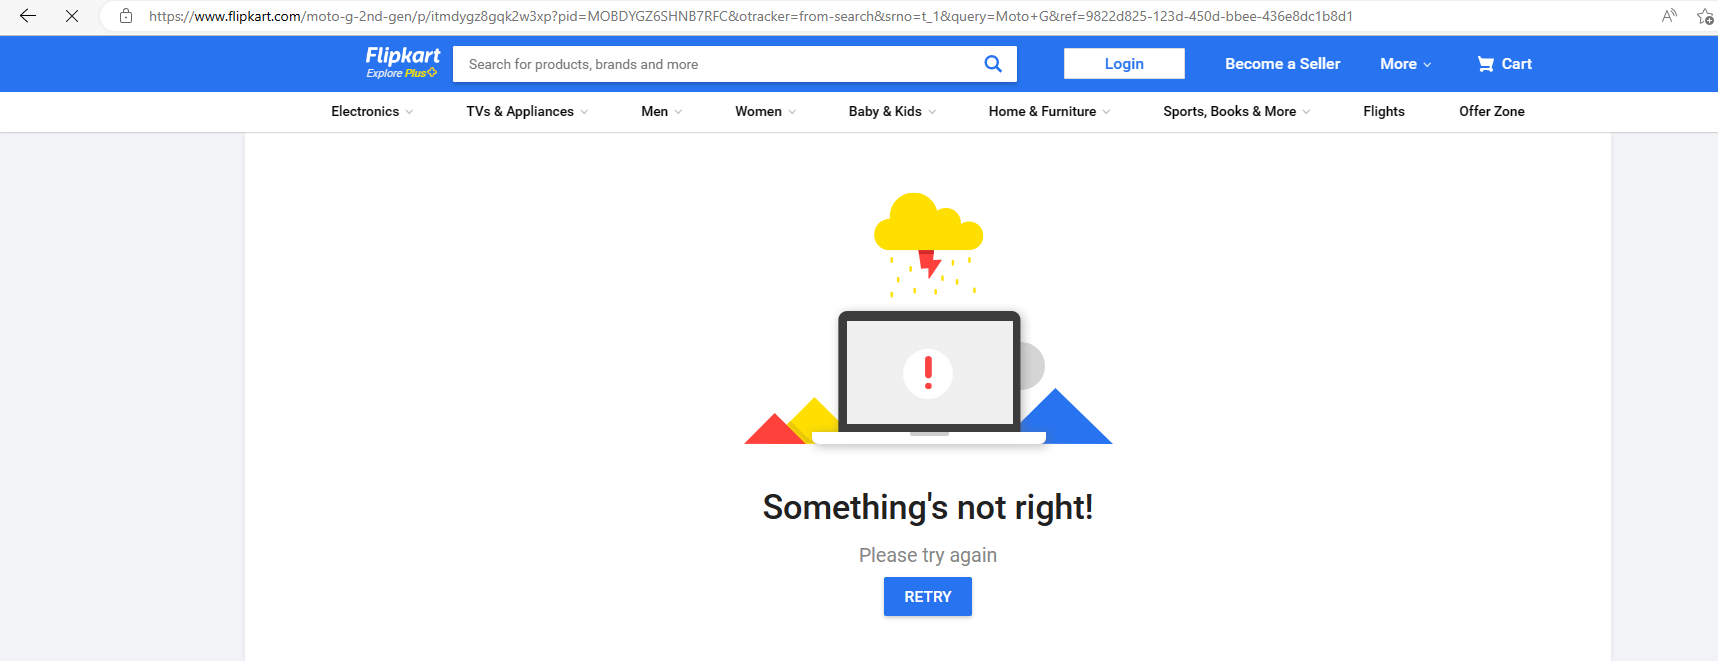 https://www.flipkart.com/moto-g-2nd-gen/p/itmdygz8gqk2w3xp?pid=MOBDYGZ6SHNB7RFC&otracker=from-search&srno=t_1&query=Moto+G&ref=9822d825-123d-450d-bbee-436e8dc1b8d1
Flipkart
Explore Plus
Search for products, brands and more
Login
Become a Seller
More
Cart
Electronics
TVs & Appliances
Men
Women
Baby & Kids
Home & Furniture
Sports, Books & More
Flights
Offer Zone
Something's not right!
Please try again
RETRY